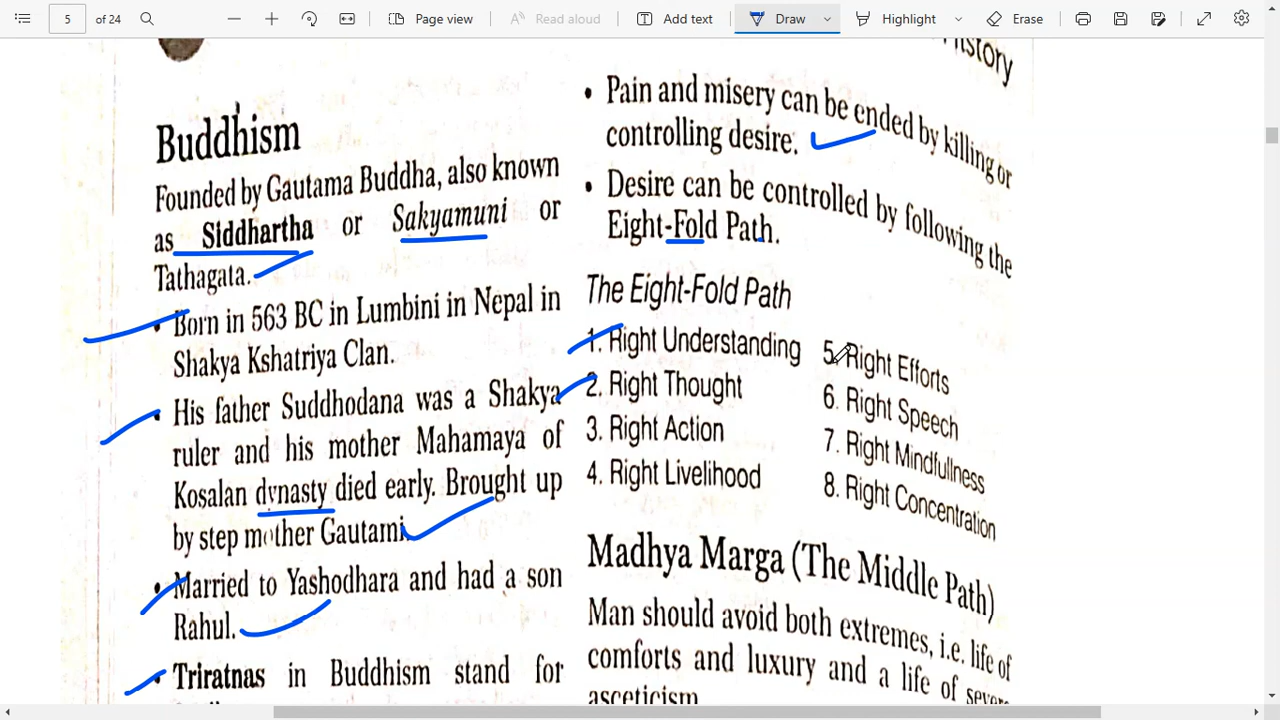 5
of 24
Page view
Read aloud
Add text
Draw
Highlight
Erase
History
Buddhism
Founded by Gautama Buddha, also known
as Siddhartha or Sakyamuni or
Tathagata.
• Born in 563 BC in Lumbini in Nepal in
Shakya Kshatriya Clan.
• His father Suddhodana was a Shakya
ruler and his mother Mahamaya of
Kosalan dynasty died early. Brought up
by step mother Gautami.
• Married to Yashodhara and had a son
Rahul.
• Triratnas in Buddhism stand for
• Pain and misery can be ended by killing or
controlling desire.
• Desire can be controlled by following the
Eight-Fold Path.
The Eight-Fold Path
1. Right Understanding
2. Right Thought
3. Right Action
4. Right Livelihood
5. Right Efforts
6. Right Speech
7. Right Mindfullness
8. Right Concentration
Madhya Marga (The Middle Path)
Man should avoid both extremes, i.e. life of
comforts and luxury and a life of severe
asceticism